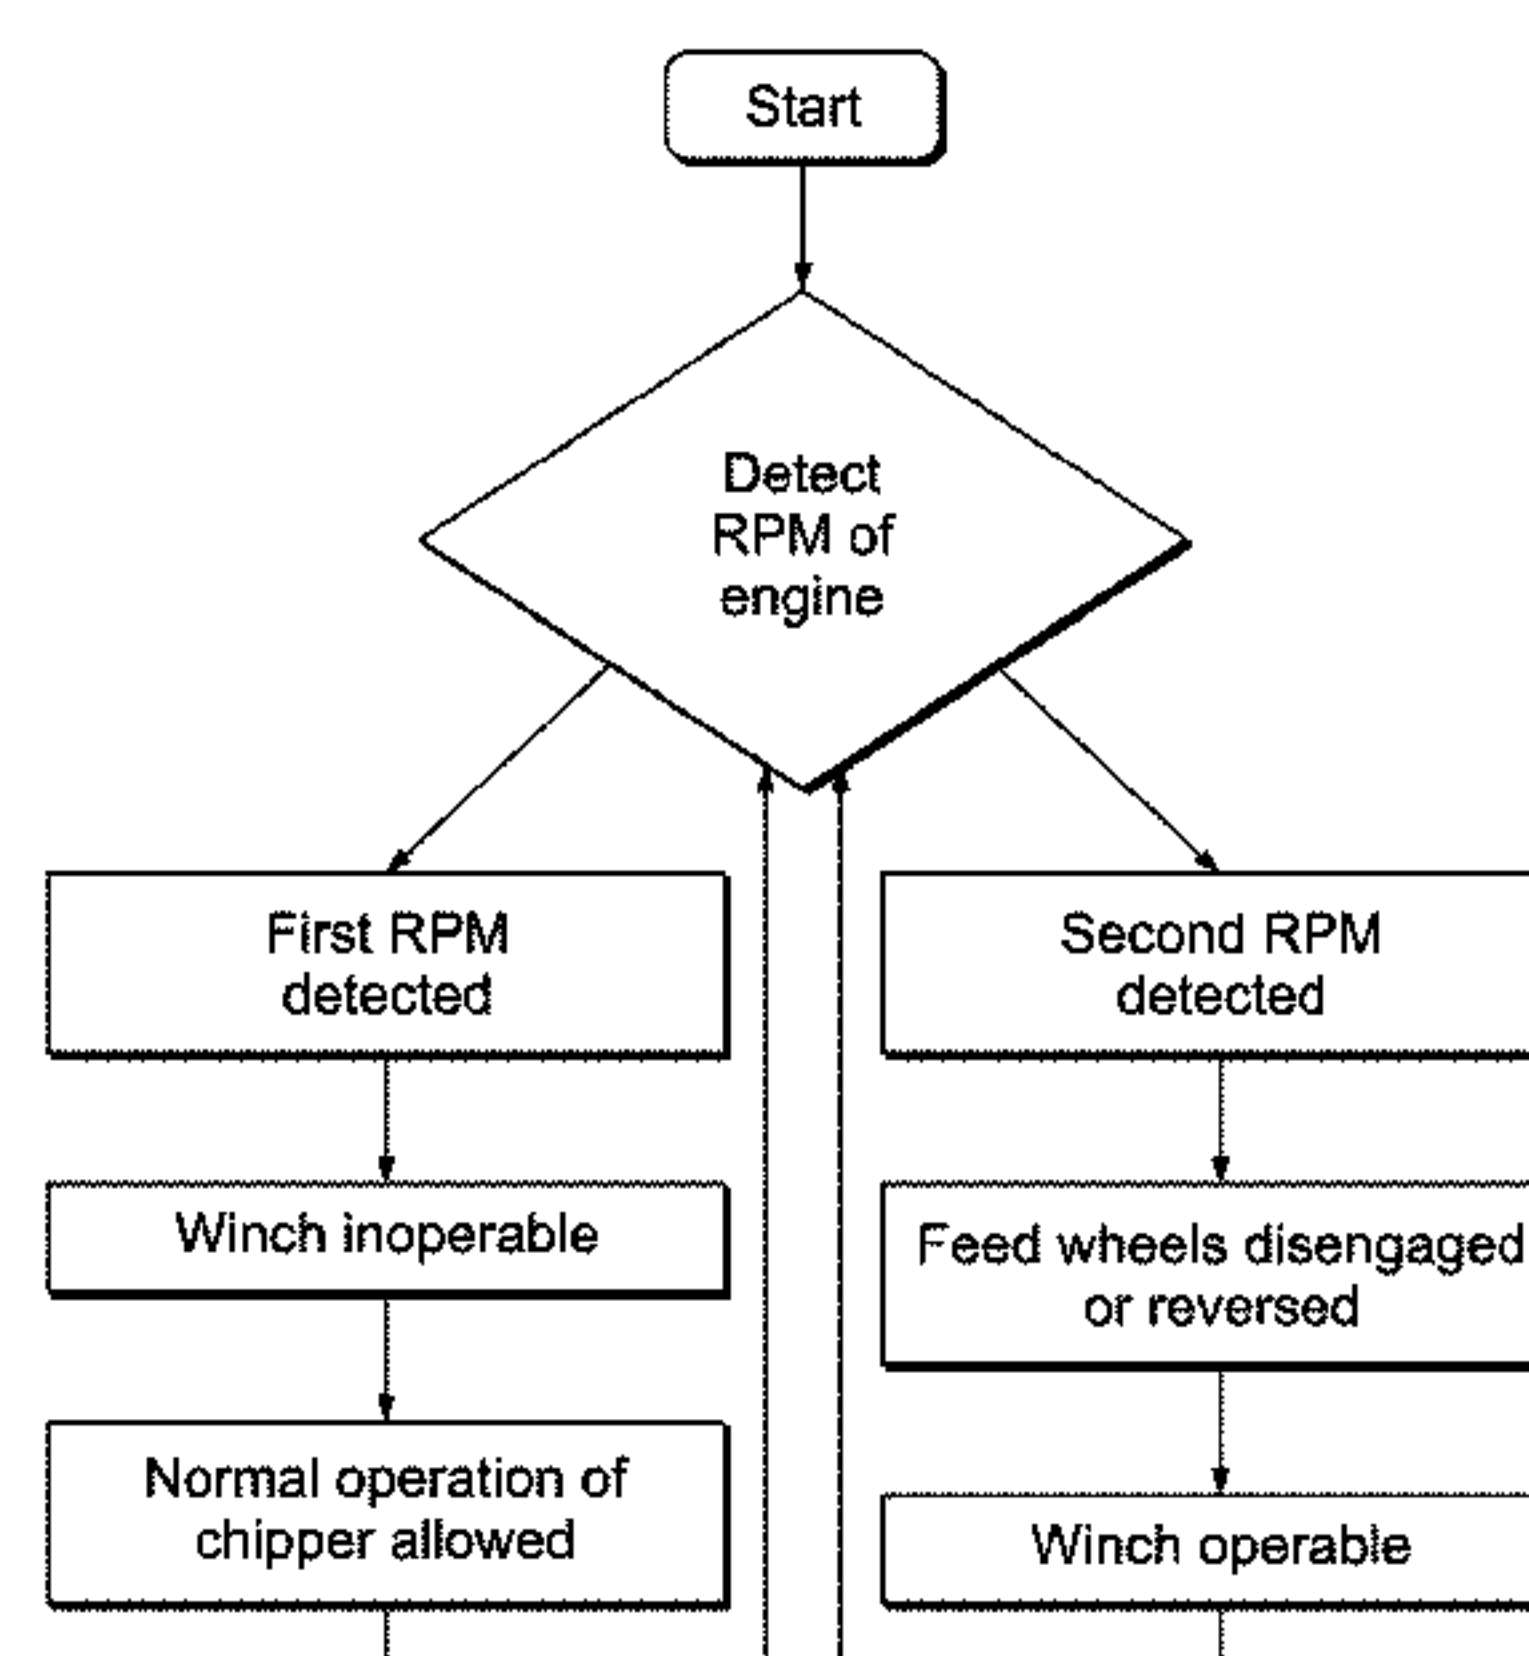 Start
Detect
RPM of
engine
First RPM
detected
Second RPM
detected
Winch inoperable
Feed wheels disengaged
or reversed
Normal operation of
chipper allowed
Winch operable